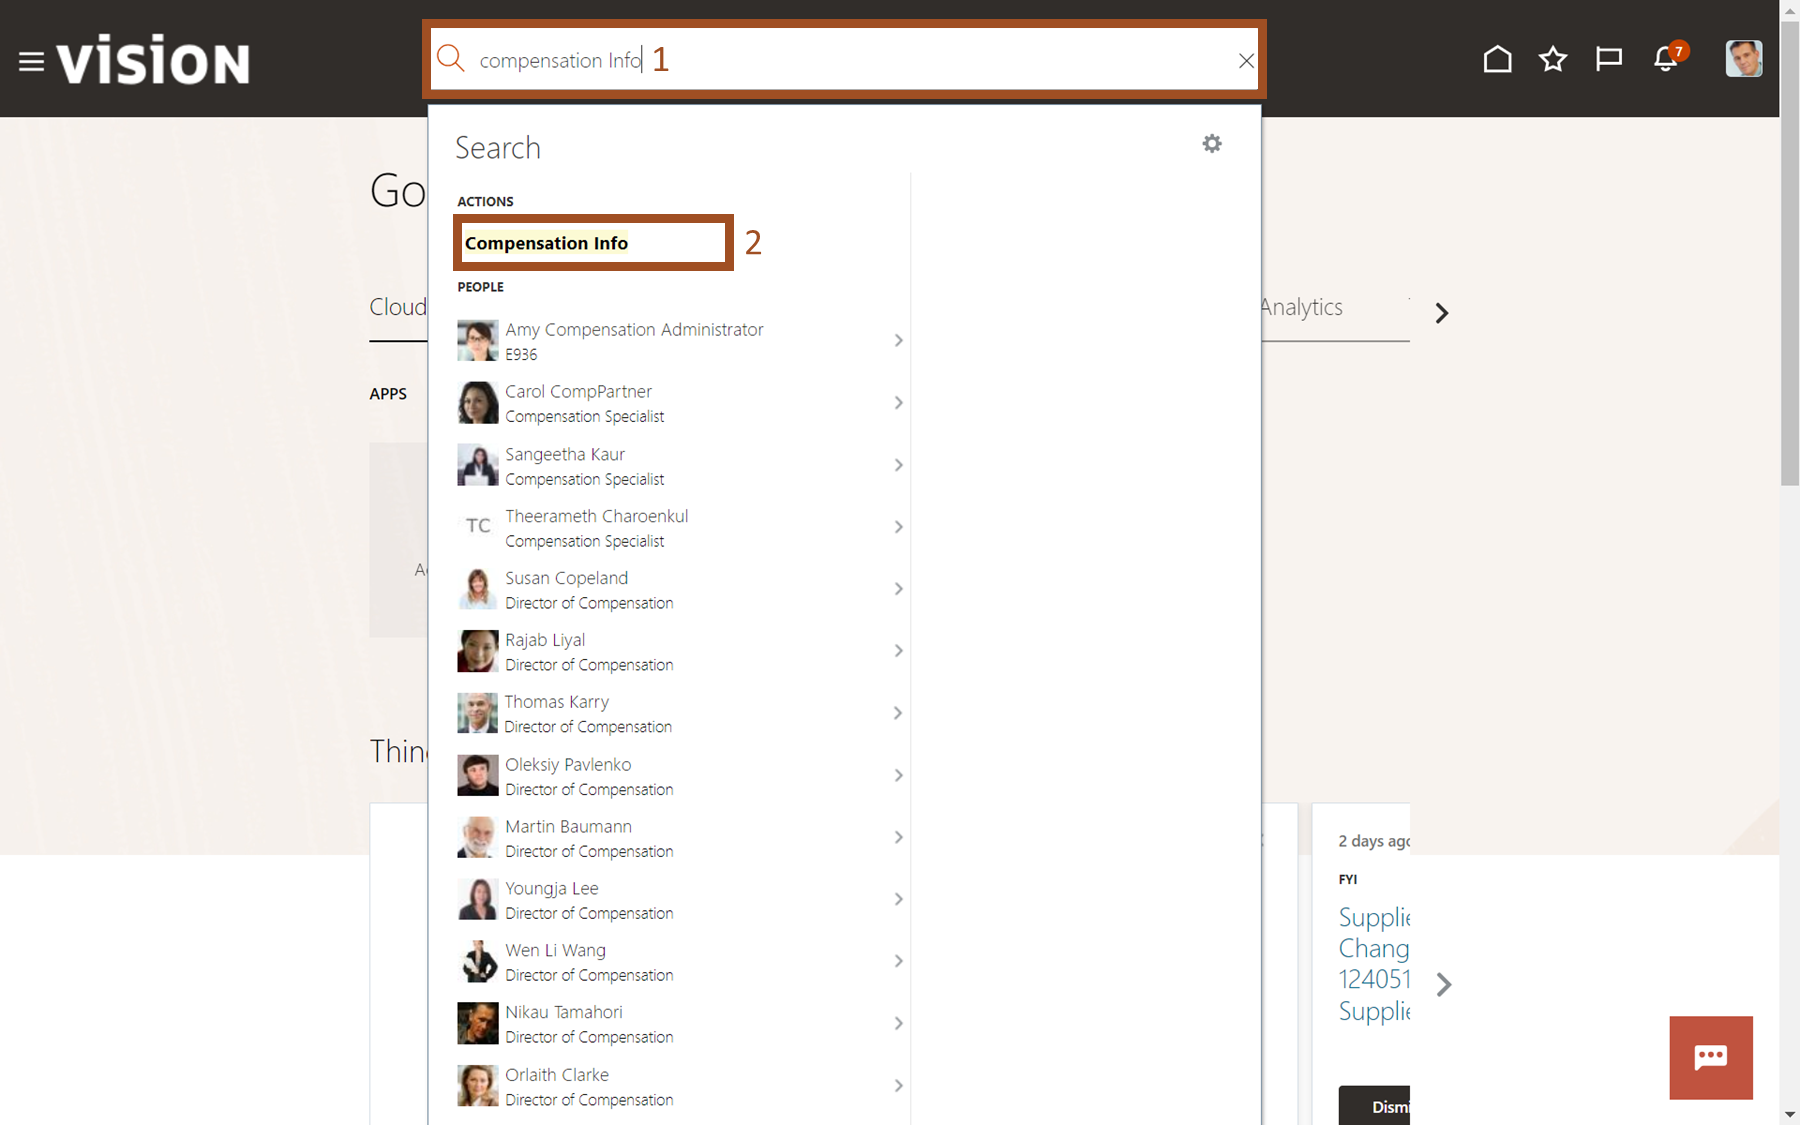 VISION
compensation Info 1
7
Search
Go
ACTIONS
Compensation Info 2
PEOPLE
Cloud
Analytics
Amy Compensation Administrator
E936
APPS
Carol CompPartner
Compensation Specialist
Sangeetha Kaur
Compensation Specialist
TC
Theerameth Charoenkul
Compensation Specialist
Susan Copeland
Director of Compensation
Rajab Liyal
Director of Compensation
Thomas Karry
Director of Compensation
Oleksiy Pavlenko
Director of Compensation
Martin Baumann
Director of Compensation
Youngja Lee
Director of Compensation
Wen Li Wang
Director of Compensation
Nikau Tamahori
Director of Compensation
Orlaith Clarke
Director of Compensation
Thin
2 days ago
FYI
Supplie
Chang
124051
Supplie
Dismi